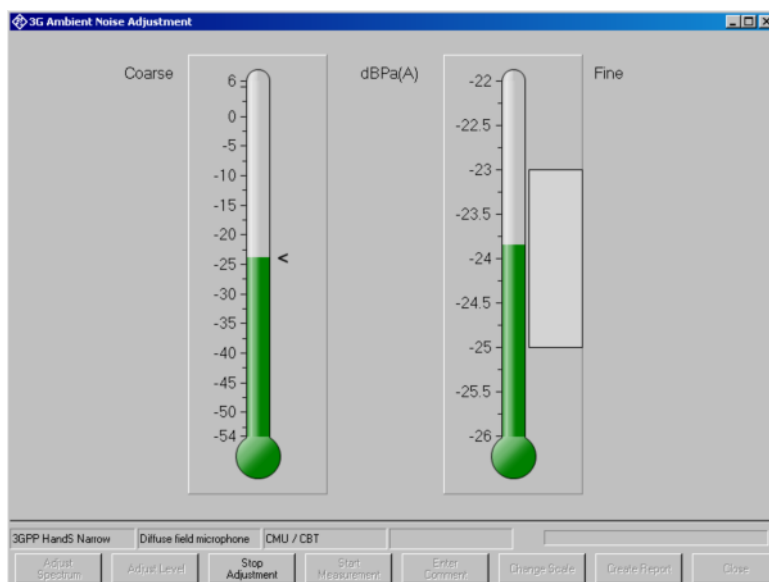 3G Ambient Noise Adjustment
Coarse
dBPa(A)
Fine
6
0
-5
-10
-15
-20
-25
-30
-35
-40
-45
-50
-54
<
-22
-22.5
-23
-23.5
-24
-24.5
-25
-25.5
-26
3GPP HandS Narrow
Diffuse field microphone
CMU / CBT
Adjust
Spectrum
Adjust Level
Stop
Adjustment
Start
Measurement
Enter
Comment
Change Scale
Create Report
Close